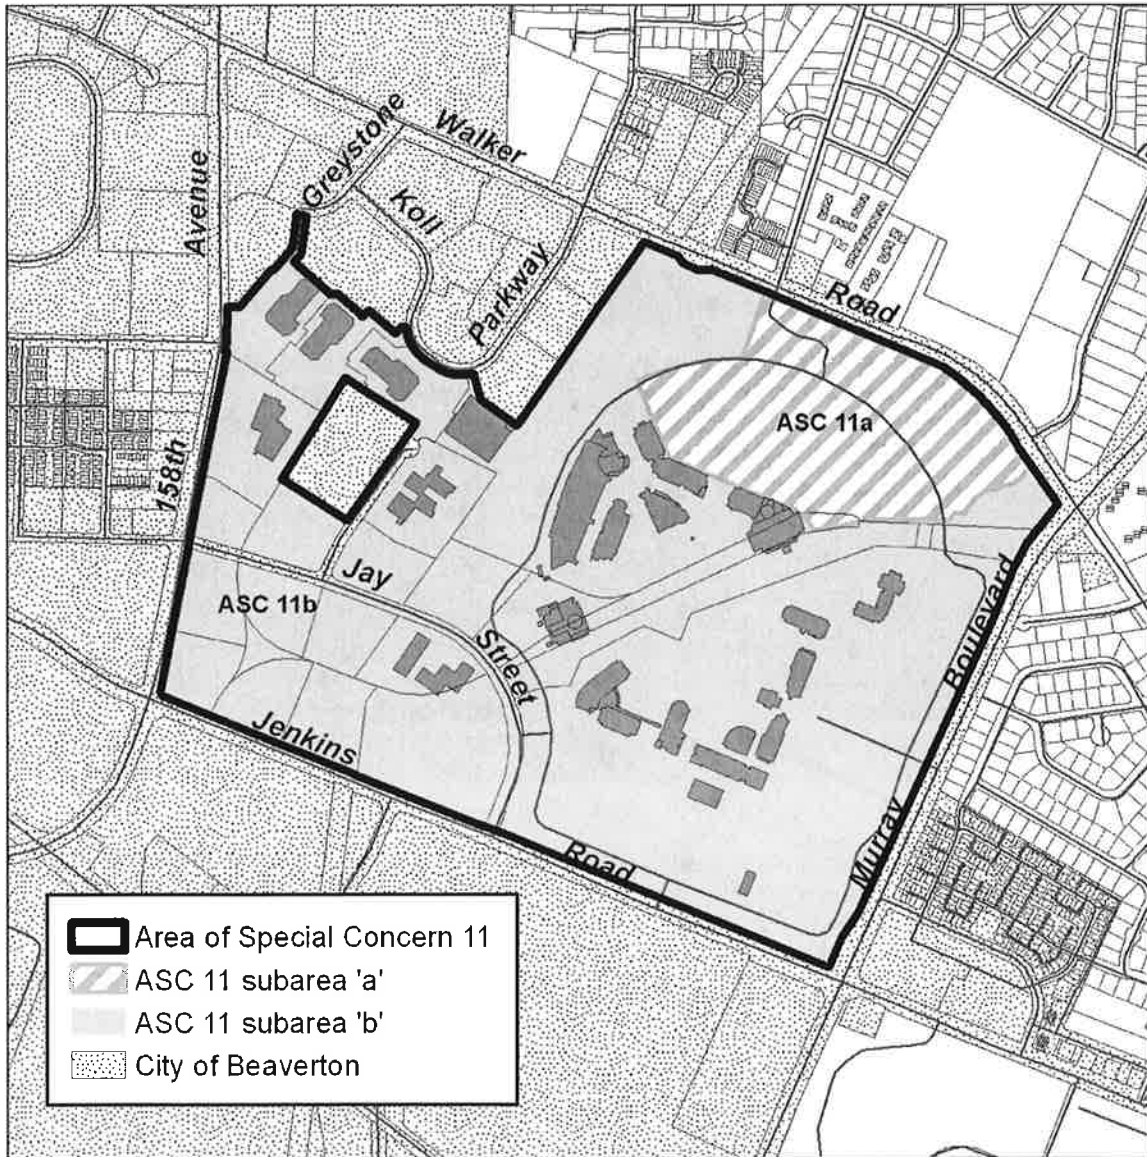 Greystone
Walker
Koll
Parkway
Avenue
Road
ASC 11a
158th
Jay
ASC 11b
Street
Boulevard
Jenkins
Road
Murray
Area of Special Concern 11
ASC 11 subarea 'a'
ASC 11 subarea 'b'
City of Beaverton